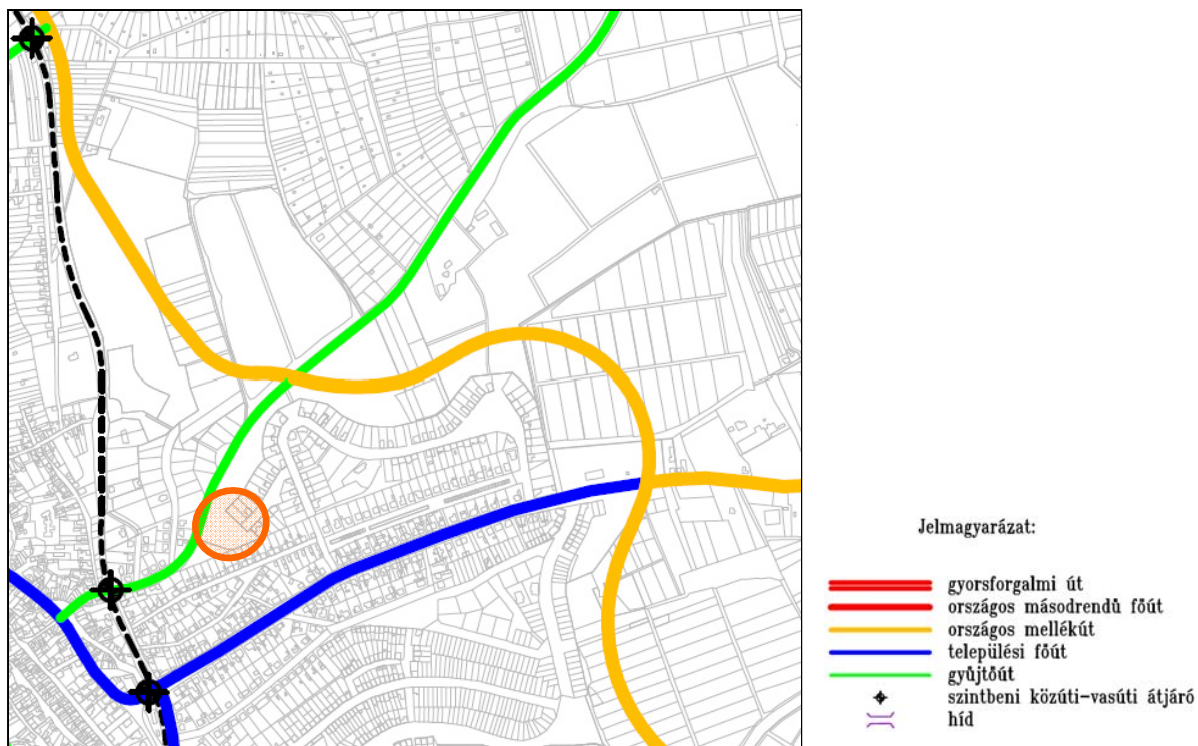 Jelmagyarázat:
gyorsforgalmi út
országos másodrendű főút
országos mellékút
települési főút
gyűjtőút
szintbeni közúti-vasúti átjáró
híd